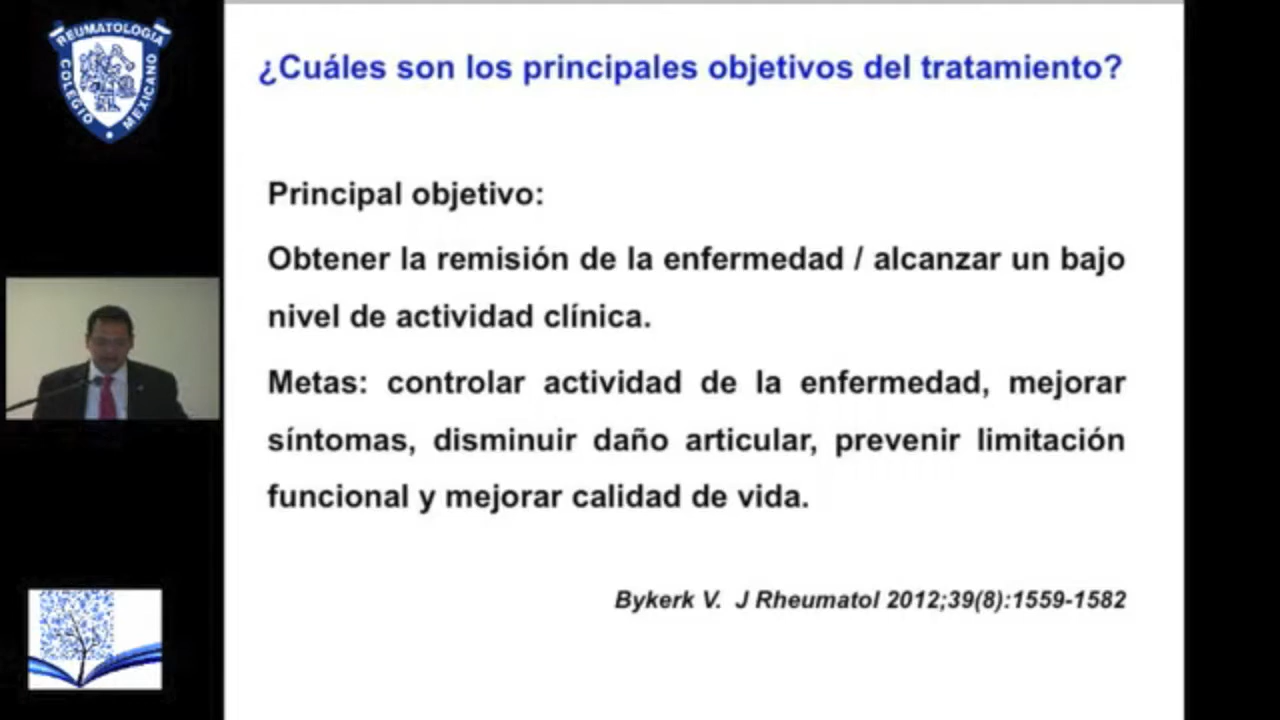 REUMATOLOGIA
COLEGIO
MEXICANO
¿Cuáles son los principales objetivos del tratamiento?
Principal objetivo:
Obtener la remisión de la enfermedad / alcanzar un bajo
nivel de actividad clínica.
Metas: controlar actividad de la enfermedad, mejorar
síntomas, disminuir daño articular, prevenir limitación
funcional y mejorar calidad de vida.
Bykerk V. J Rheumatol 2012;39(8):1559-1582